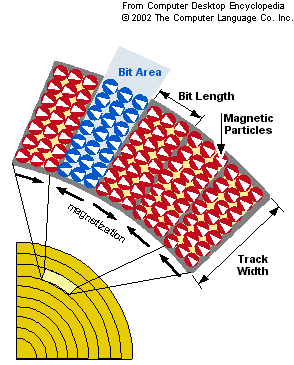 From Computer Desktop Encyclopedia
© 2002 The Computer Language Co. Inc.
Bit Area
Bit Length
Magnetic
Particles
magnetization
Track
Width